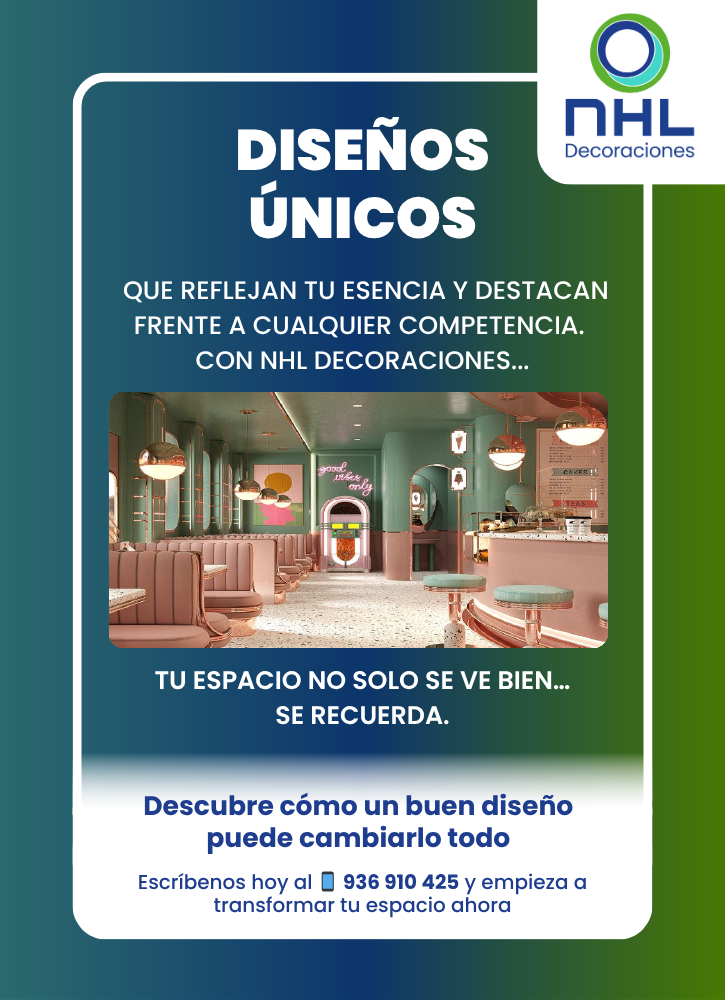 nHL
Decoraciones
DISEÑOS
ÚNICOS
QUE REFLEJAN TU ESENCIA Y DESTACAN
FRENTE A CUALQUIER COMPETENCIA.
CON NHL DECORACIONES...
good
vibes
only
CAKES
TEAS
TU ESPACIO NO SOLO SE VE BIEN...
SE RECUERDA.
Descubre cómo un buen diseño
puede cambiarlo todo
Escríbenos hoy al 📱 936 910 425 y empieza a
transformar tu espacio ahora